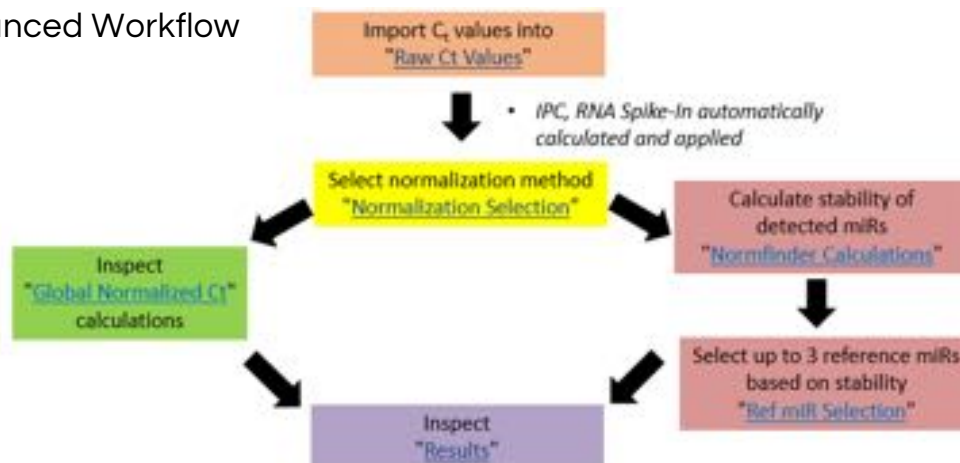 nced Workflow
Import Ct values into
"Raw Ct Values"
• IPC, RNA Spike-In automatically
calculated and applied
Select normalization method
"Normalization Selection"
Calculate stability of
detected miRs
"Normfinder Calculations"
Inspect
"Global Normalized Ct"
calculations
Select up to 3 reference miRs
based on stability
"Ref miR Selection"
Inspect
"Results"